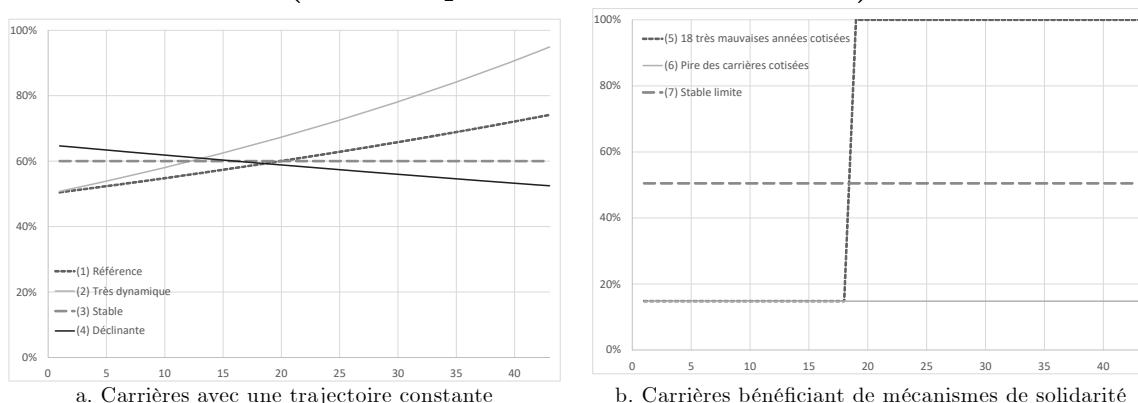 100%
80%
60%
40%
20%
0%
(1) Référence
(2) Très dynamique
(3) Stable
(4) Déclinante
0 5 10 15 20 25 30 35 40
a. Carrières avec une trajectoire constante
100%
80%
60%
40%
20%
0%
(5) 18 très mauvaises années cotisées
(6) Pire des carrières cotisées
(7) Stable limite
0 5 10 15 20 25 30 35 40
b. Carrières bénéficiant de mécanismes de solidarité